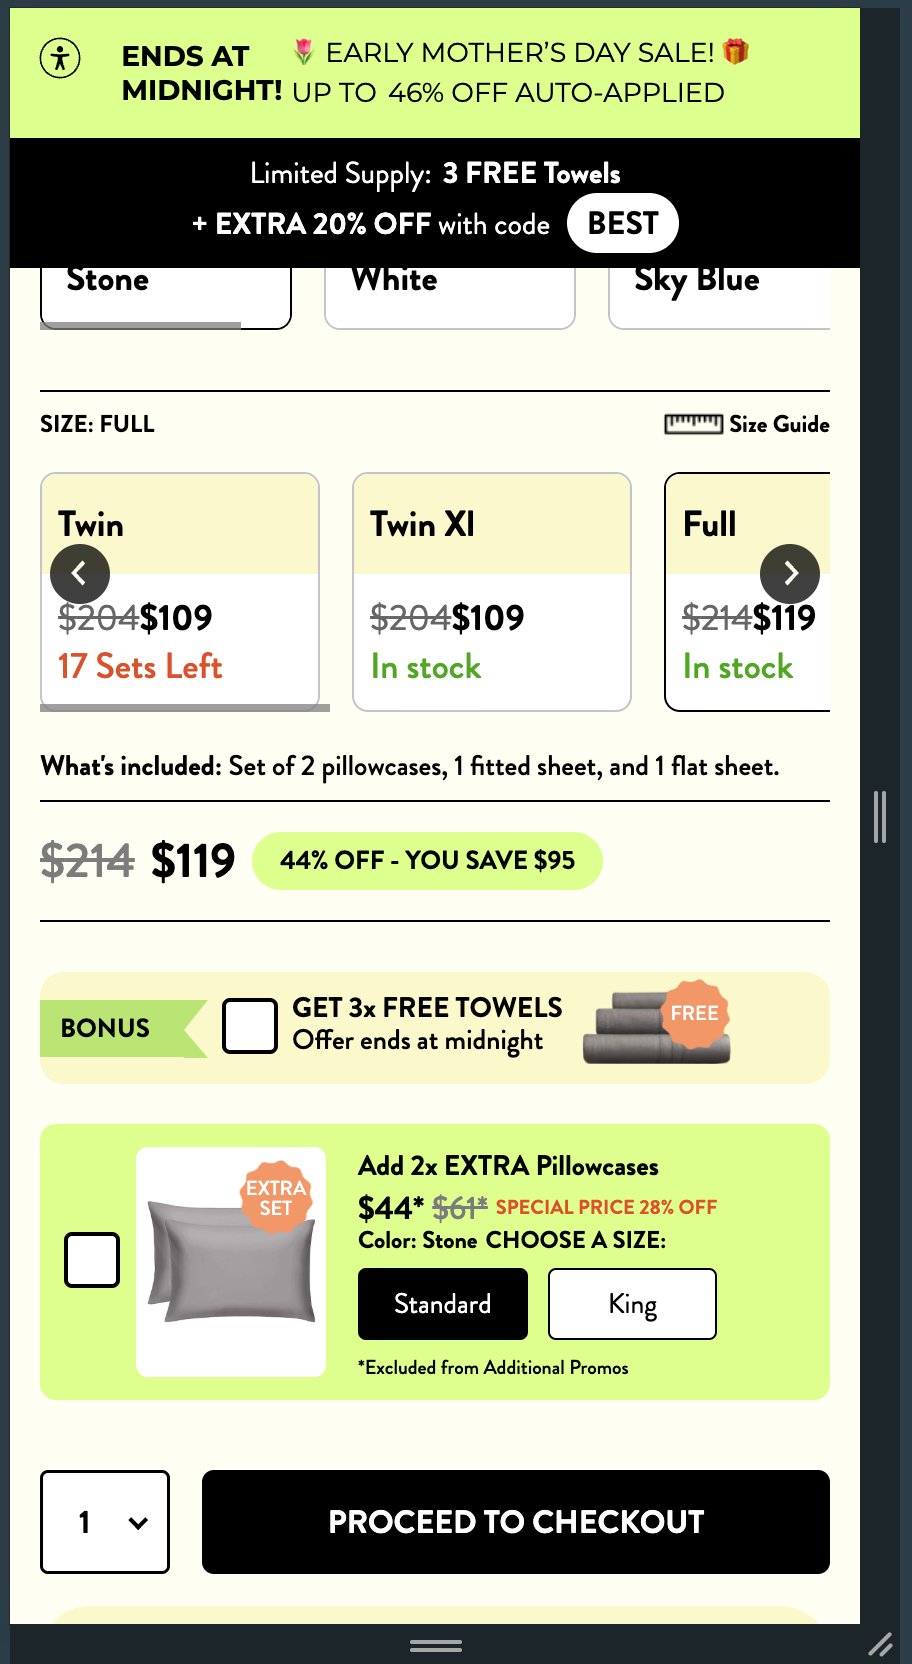 ENDS AT MIDNIGHT!
🌷 EARLY MOTHER’S DAY SALE! 🎁
UP TO 46% OFF AUTO-APPLIED
Limited Supply: 3 FREE Towels
+ EXTRA 20% OFF with code BEST
Stone
White
Sky Blue
SIZE: FULL
Size Guide
Twin
$204 $109
17 Sets Left
Twin Xl
$204 $109
In stock
Full
$214 $119
In stock
What's included: Set of 2 pillowcases, 1 fitted sheet, and 1 flat sheet.
$214 $119 44% OFF - YOU SAVE $95
BONUS
GET 3x FREE TOWELS
Offer ends at midnight
FREE
EXTRA
SET
Add 2x EXTRA Pillowcases
$44* $61* SPECIAL PRICE 28% OFF
Color: Stone CHOOSE A SIZE:
Standard
King
*Excluded from Additional Promos
1
PROCEED TO CHECKOUT